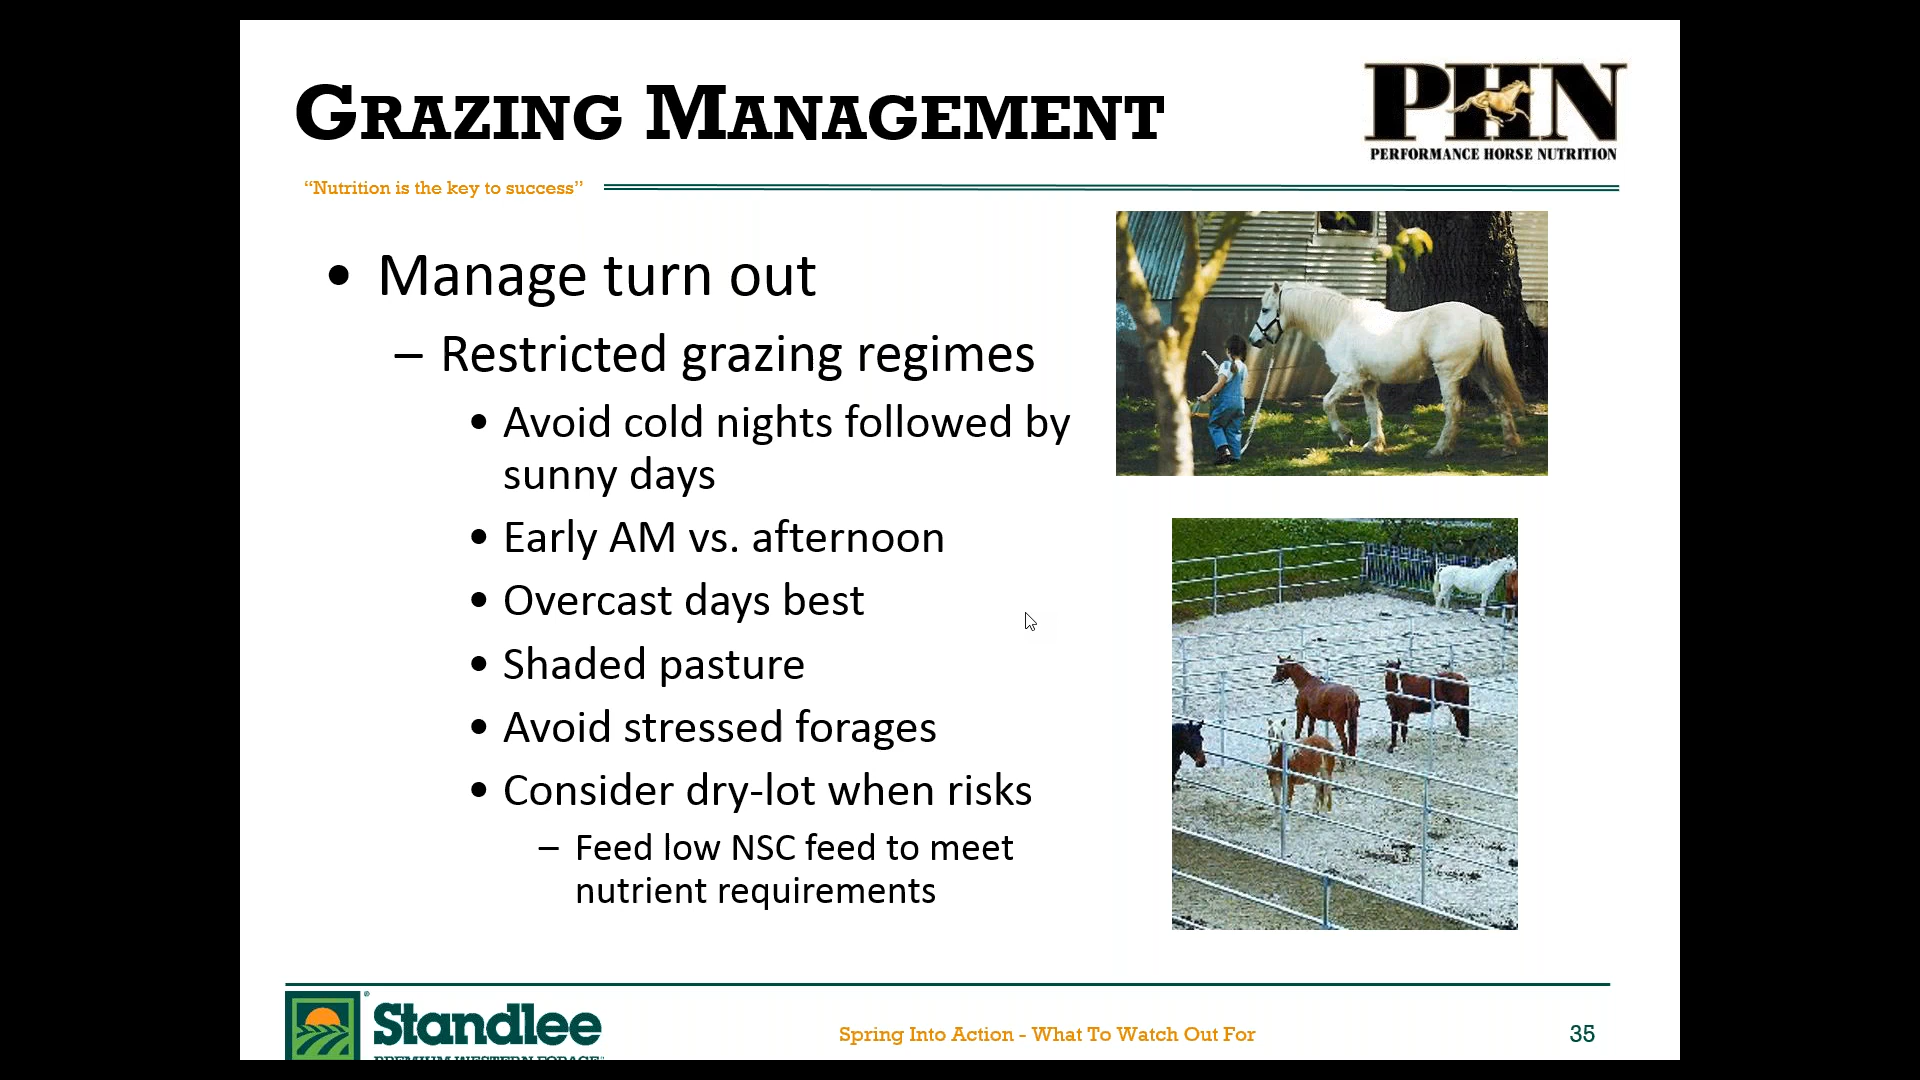 GRAZING MANAGEMENT
PHN
PERFORMANCE HORSE NUTRITION
“Nutrition is the key to success”
• Manage turn out
– Restricted grazing regimes
• Avoid cold nights followed by
sunny days
• Early AM vs. afternoon
• Overcast days best
• Shaded pasture
• Avoid stressed forages
• Consider dry-lot when risks
– Feed low NSC feed to meet
nutrient requirements
Standlee®
PREMIUM WESTERN FORAGE
Spring Into Action - What To Watch Out For
35